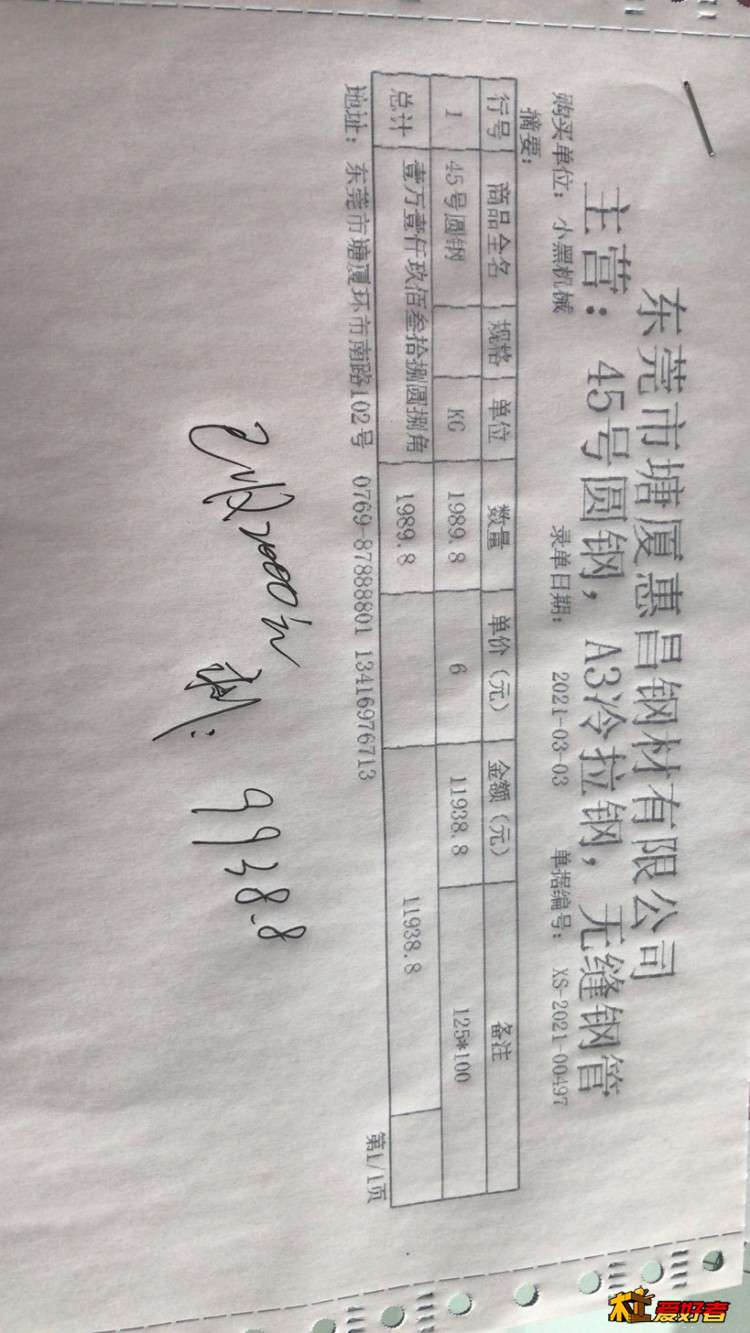 东莞市塘厦惠昌钢材有限公司
主营：45号圆钢，A3冷拉钢，无缝钢管
购买单位：小黑机械 录单日期：2021-03-03 单据编号：XS-2021-00497
摘要：
行号 商品全名 规格 单位 数量 单价（元） 金额（元） 备注
1 45号圆钢 KG 1989.8 6 11938.8 125*100
总计 壹万壹仟玖佰叁拾捌圆捌角 1989.8 11938.8
第1/1页
地址：东莞市塘厦环市南路102号 0769-87888801 13416976713
已收2000元 剩：9938.8
爱好者